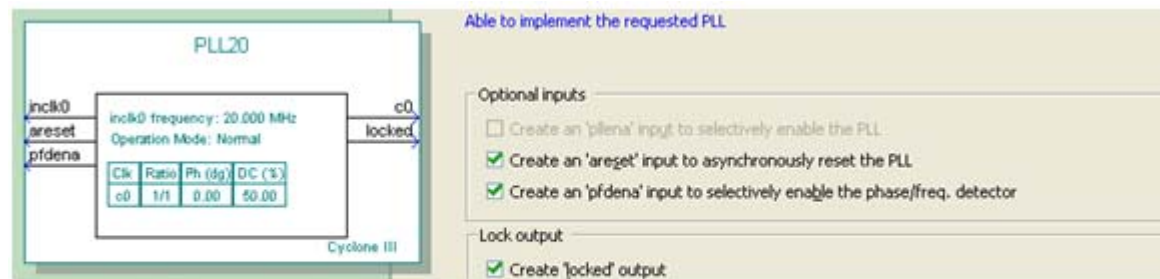 Able to implement the requested PLL
PLL20
inclk0
areset
pfdena
c0
locked
inclk0 frequency: 20.000 MHz
Operation Mode: Normal
Clk Ratio Ph (dg) DC (%)
c0 1/1 0.00 50.00
Cyclone III
Optional inputs
Create an 'pllena' input to selectively enable the PLL
Create an 'areset' input to asynchronously reset the PLL
Create an 'pfdena' input to selectively enable the phase/freq. detector
Lock output
Create 'locked' output